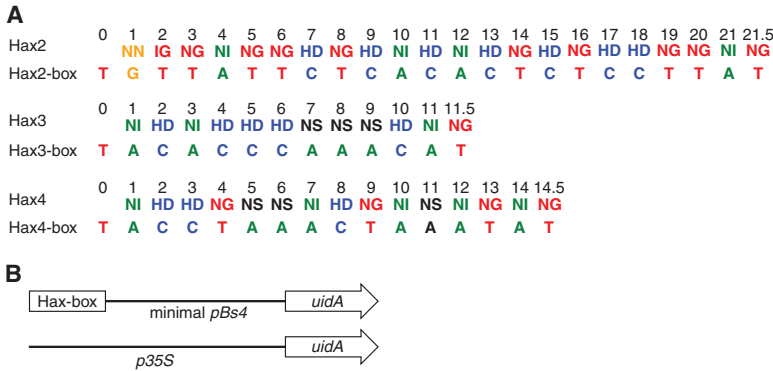 A
0 1 2 3 4 5 6 7 8 9 10 11 12 13 14 15 16 17 18 19 20 21 21.5
Hax2 NN IG NG NI NG NG HD NG HD NI HD NI HD NG HD NG HD HD NG NG NI NG
Hax2-box T G T T A T T C T C A C A C T C T C C T T A T
0 1 2 3 4 5 6 7 8 9 10 11 11.5
Hax3 NI HD NI HD HD HD NS NS NS HD NI NG
Hax3-box T A C A C C C A A A C A T
0 1 2 3 4 5 6 7 8 9 10 11 12 13 14 14.5
Hax4 NI HD HD NG NS NS NI HD NG NI NS NI NG NI NG
Hax4-box T A C C T A A A C T A A A T A T
B
Hax-box minimal pBs4 uidA
p35S uidA